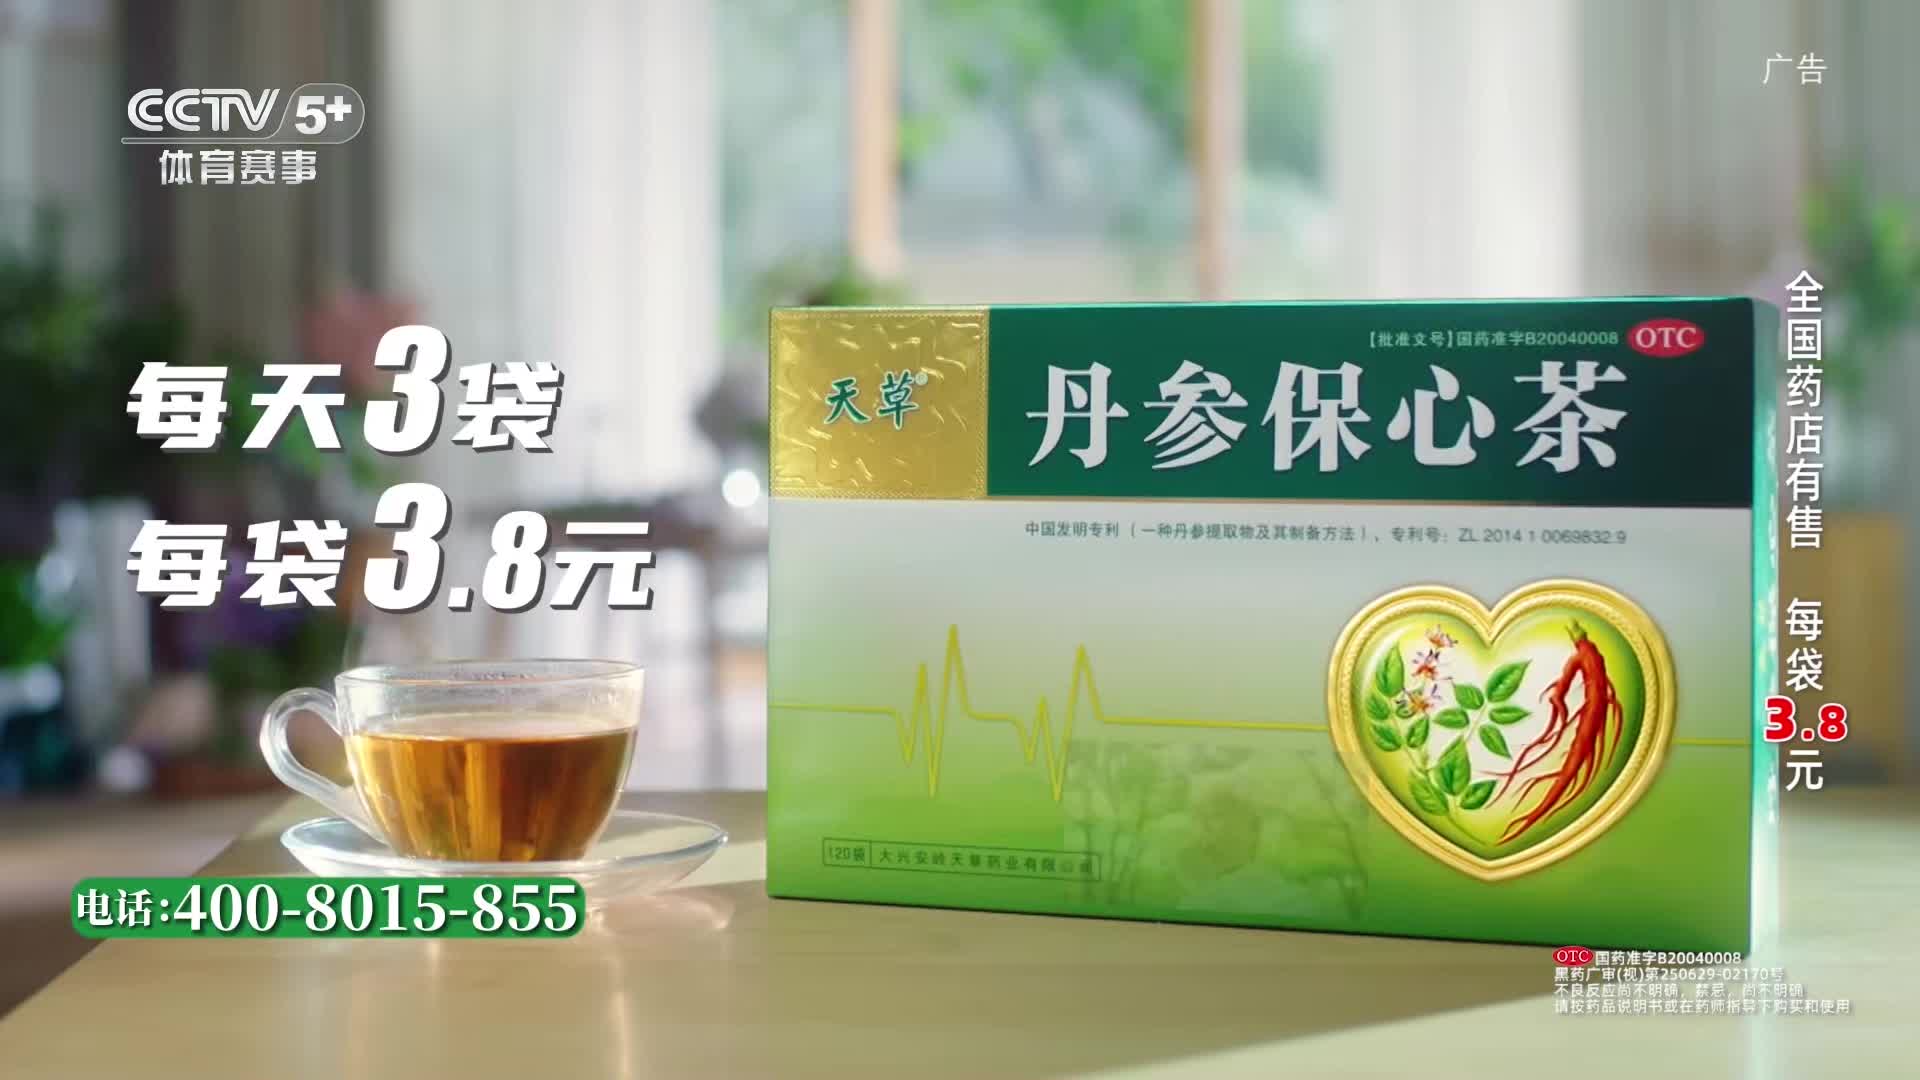 CCTV 5+
体育赛事
广告
每天3袋
每袋3.8元
天草®
【批准文号】国药准字B20040008 OTC
丹参保心茶
中国发明专利（一种丹参提取物及其制备方法）、专利号：ZL 2014 1 0069832.9
120袋 大兴安岭天草药业有限公司
全国药店有售 每袋3.8元
电话:400-8015-855
OTC 国药准字B20040008
黑药广审(视)第250629-02170号
不良反应尚不明确，禁忌，尚不明确
请按药品说明书或在药师指导下购买和使用